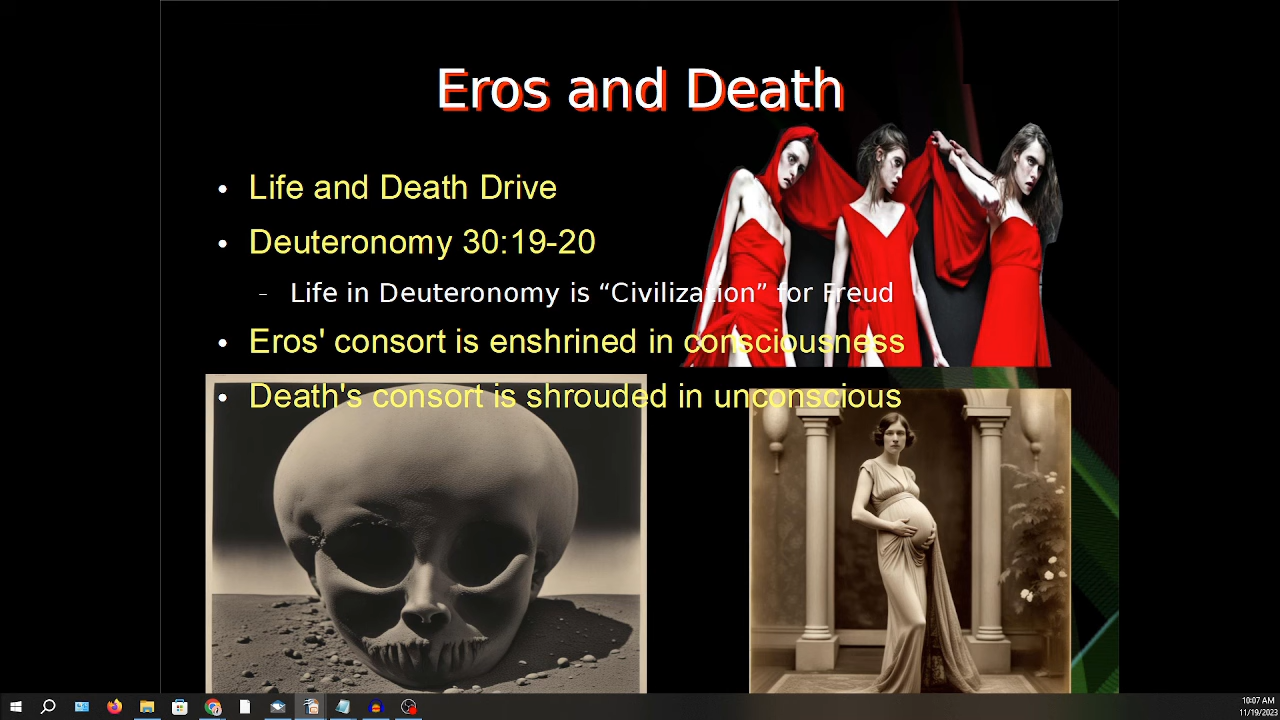 Eros and Death
• Life and Death Drive
• Deuteronomy 30:19-20
– Life in Deuteronomy is “Civilization” for Freud
• Eros' consort is enshrined in consciousness
• Death's consort is shrouded in unconscious
10:07 AM
11/19/2023